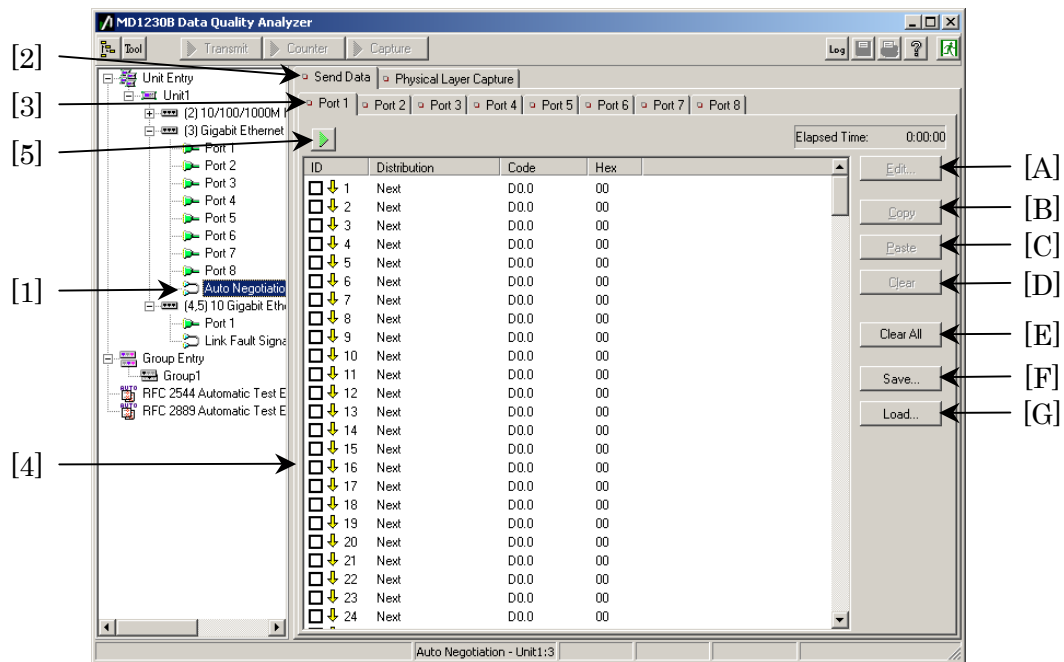 MD1230B Data Quality Analyzer
Tool Transmit Counter Capture Log
[2] Unit Entry Send Data Physical Layer Capture
Unit1
[3] (2) 10/100/1000M Port 1 Port 2 Port 3 Port 4 Port 5 Port 6 Port 7 Port 8
(3) Gigabit Ethernet
[5] Port 1 Elapsed Time: 0:00:00
Port 2 ID Distribution Code Hex Edit... [A]
Port 3 1 Next D0.0 00
Port 4 2 Next D0.0 00 Copy [B]
Port 5 3 Next D0.0 00
Port 6 4 Next D0.0 00 Paste [C]
Port 7 5 Next D0.0 00
Port 8 6 Next D0.0 00 Clear [D]
[1] Auto Negotiatio 7 Next D0.0 00
(4,5) 10 Gigabit Ethe 8 Next D0.0 00
Port 1 9 Next D0.0 00 Clear All [E]
Link Fault Signa 10 Next D0.0 00
Group Entry 11 Next D0.0 00 Save... [F]
Group1 12 Next D0.0 00
AUTO RFC 2544 Automatic Test E 13 Next D0.0 00 Load... [G]
AUTO RFC 2889 Automatic Test E 14 Next D0.0 00
15 Next D0.0 00
[4] 16 Next D0.0 00
17 Next D0.0 00
18 Next D0.0 00
19 Next D0.0 00
20 Next D0.0 00
21 Next D0.0 00
22 Next D0.0 00
23 Next D0.0 00
24 Next D0.0 00
Auto Negotiation - Unit1:3